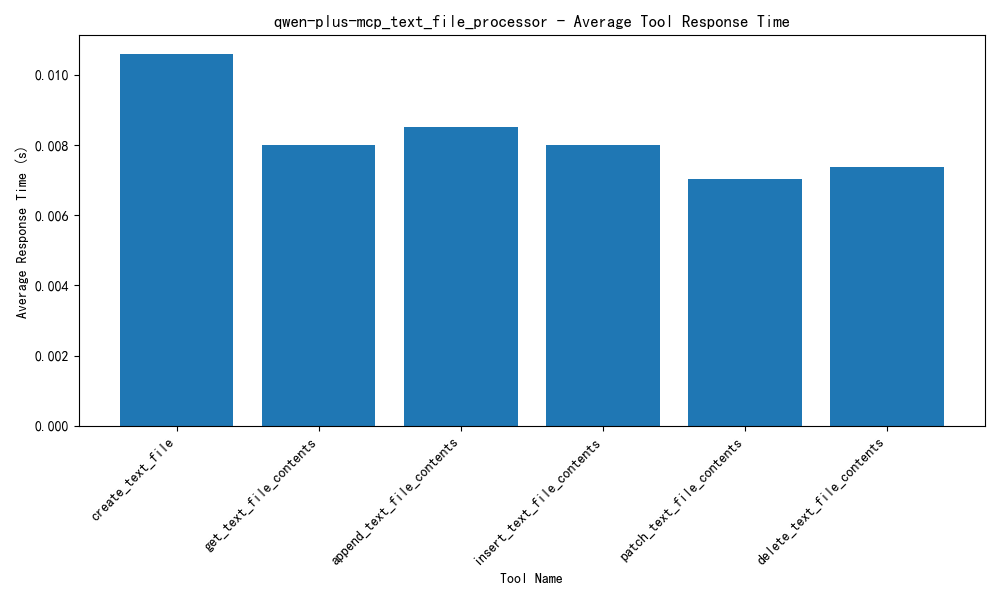 qwen-plus-mcp_text_file_processor - Average Tool Response Time
Average Response Time (s)
0.010
0.008
0.006
0.004
0.002
0.000
create_text_file
get_text_file_contents
append_text_file_contents
insert_text_file_contents
patch_text_file_contents
delete_text_file_contents
Tool Name